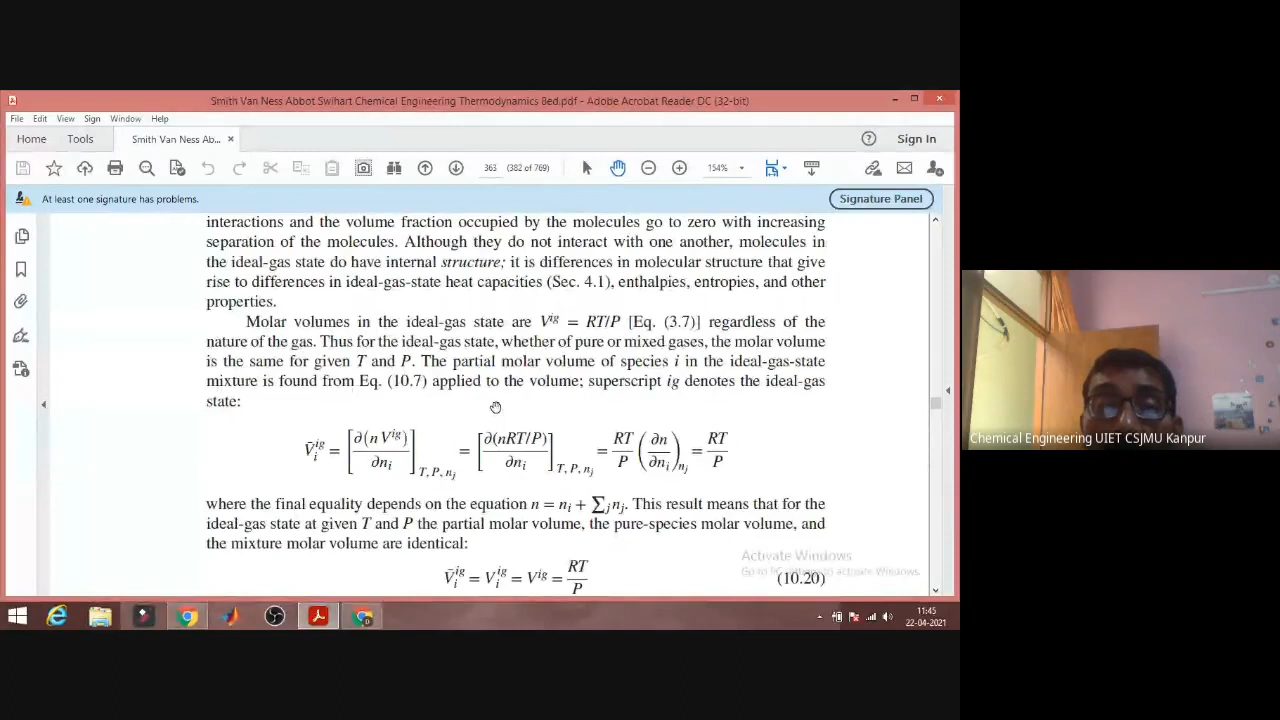 Smith Van Ness Abbot Swihart Chemical Engineering Thermodynamics 8ed.pdf - Adobe Acrobat Reader DC (32-bit)
File Edit View Sign Window Help
Home Tools Smith Van Ness Ab... × Sign In
363 (382 of 769) 154%
At least one signature has problems. Signature Panel
interactions and the volume fraction occupied by the molecules go to zero with increasing
separation of the molecules. Although they do not interact with one another, molecules in
the ideal-gas state do have internal structure; it is differences in molecular structure that give
rise to differences in ideal-gas-state heat capacities (Sec. 4.1), enthalpies, entropies, and other
properties.
Molar volumes in the ideal-gas state are V^ig = RT/P [Eq. (3.7)] regardless of the
nature of the gas. Thus for the ideal-gas state, whether of pure or mixed gases, the molar volume
is the same for given T and P. The partial molar volume of species i in the ideal-gas-state
mixture is found from Eq. (10.7) applied to the volume; superscript ig denotes the ideal-gas
state:
V̄_i^ig = [∂(nV^ig)/∂n_i]_T, P, n_j = [∂(nRT/P)/∂n_i]_T, P, n_j = RT/P (∂n/∂n_i)_n_j = RT/P
where the final equality depends on the equation n = n_i + ∑_j n_j. This result means that for the
ideal-gas state at given T and P the partial molar volume, the pure-species molar volume, and
the mixture molar volume are identical:
V̄_i^ig = V_i^ig = V^ig = RT/P (10.20)
Activate Windows
Go to PC settings to activate Windows.
11:45
22-04-2021
Chemical Engineering UIET CSJMU Kanpur